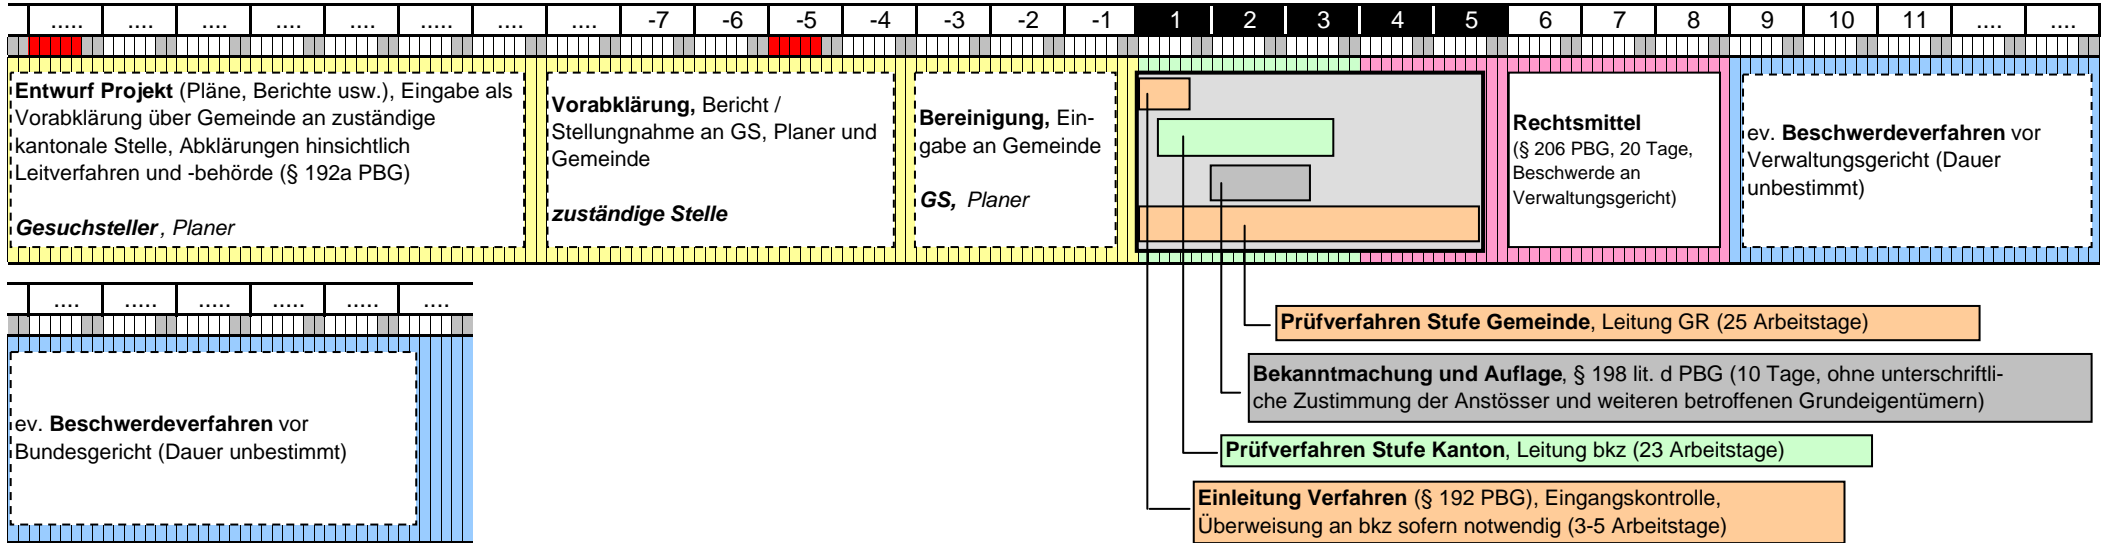 ..... .... .... .... ..... .... .... -7 -6 -5 -4 -3 -2 -1 1 2 3 4 5 6 7 8 9 10 11 .... ....
Entwurf Projekt (Pläne, Berichte usw.), Eingabe als
Vorabklärung über Gemeinde an zuständige
kantonale Stelle, Abklärungen hinsichtlich
Leitverfahren und -behörde (§ 192a PBG)
Gesuchsteller, Planer
Vorabklärung, Bericht /
Stellungnahme an GS, Planer und
Gemeinde
zuständige Stelle
Bereinigung, Ein-
gabe an Gemeinde
GS, Planer
Rechtsmittel
(§ 206 PBG, 20 Tage,
Beschwerde an
Verwaltungsgericht)
ev. Beschwerdeverfahren vor
Verwaltungsgericht (Dauer
unbestimmt)
.... ..... ..... ..... ..... ....
ev. Beschwerdeverfahren vor
Bundesgericht (Dauer unbestimmt)
Prüfverfahren Stufe Gemeinde, Leitung GR (25 Arbeitstage)
Bekanntmachung und Auflage, § 198 lit. d PBG (10 Tage, ohne unterschriftli-
che Zustimmung der Anstösser und weiteren betroffenen Grundeigentümern)
Prüfverfahren Stufe Kanton, Leitung bkz (23 Arbeitstage)
Einleitung Verfahren (§ 192 PBG), Eingangskontrolle,
Überweisung an bkz sofern notwendig (3-5 Arbeitstage)